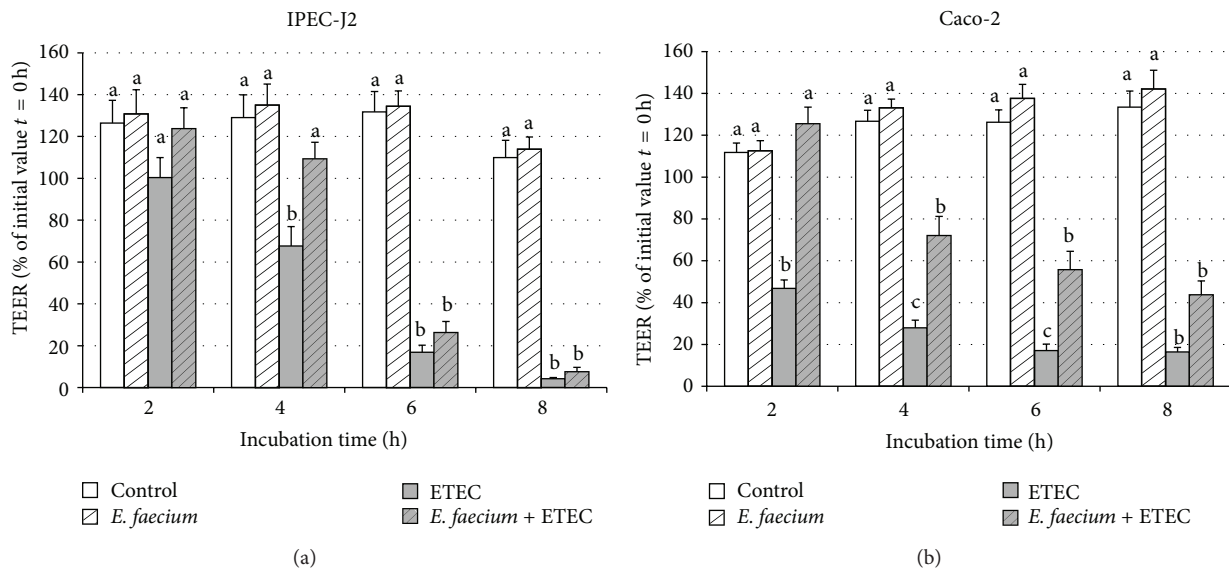 IPEC-J2
TEER (% of initial value t = 0 h)
160
140
120
100
80
60
40
20
0
a
a
a
a
a
a
b
a
a
a
b
b
a
a
b
b
2
4
6
8
Incubation time (h)
Control
E. faecium
ETEC
E. faecium + ETEC
(a)
Caco-2
TEER (% of initial value t = 0 h)
160
140
120
100
80
60
40
20
0
a
a
b
a
a
a
c
b
a
a
c
b
a
a
b
b
2
4
6
8
Incubation time (h)
Control
E. faecium
ETEC
E. faecium + ETEC
(b)